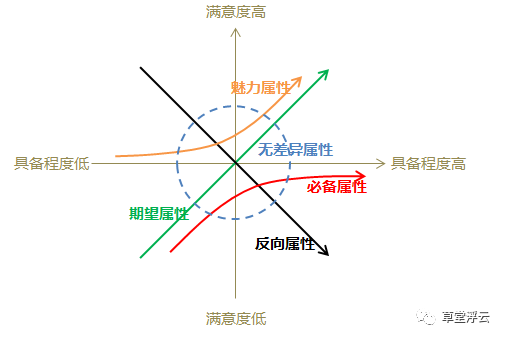 满意度高
魅力属性
无差异属性
具备程度低
具备程度高
必备属性
期望属性
反向属性
满意度低
草堂浮云